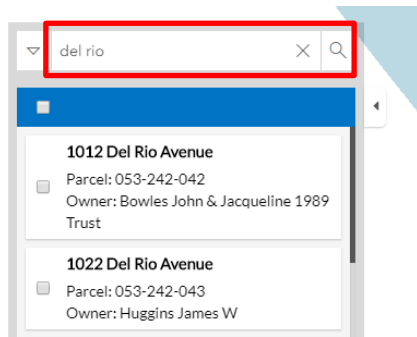 del rio
1012 Del Rio Avenue
Parcel: 053-242-042
Owner: Bowles John & Jacqueline 1989
Trust
1022 Del Rio Avenue
Parcel: 053-242-043
Owner: Huggins James W